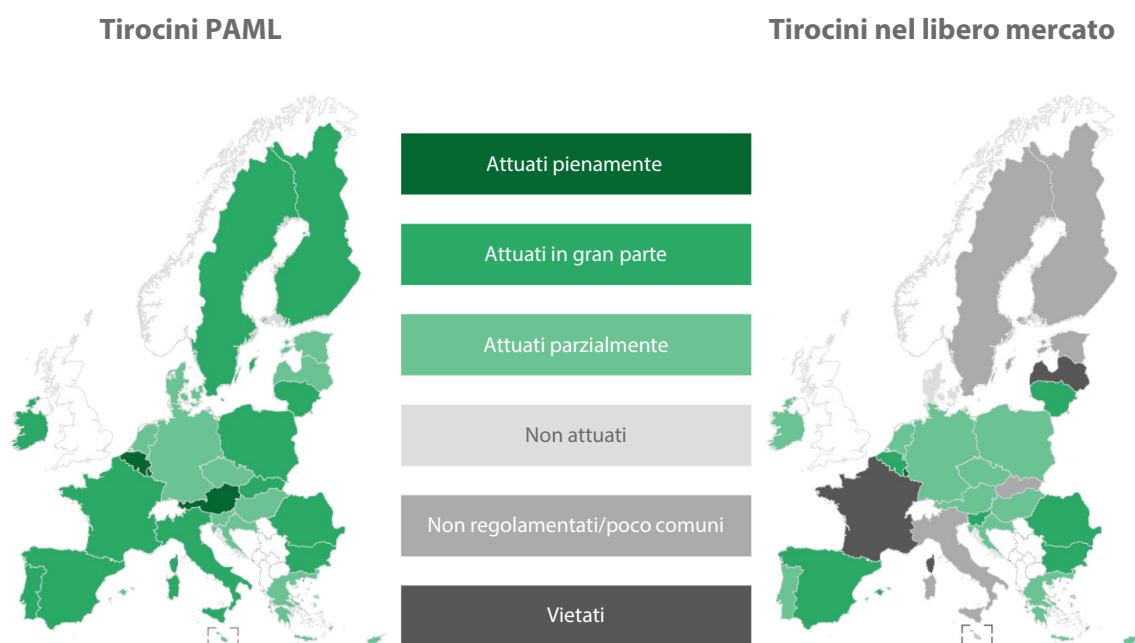 Tirocini PAML
Tirocini nel libero mercato
Attuati pienamente
Attuati in gran parte
Attuati parzialmente
Non attuati
Non regolamentati/poco comuni
Vietati